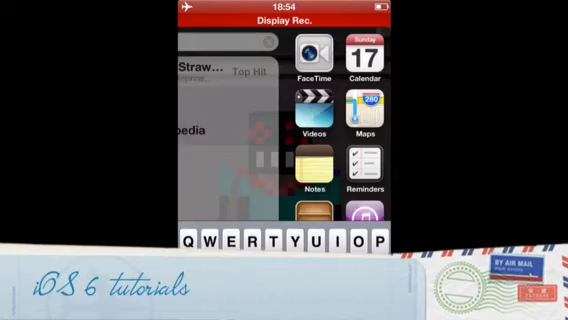 18:54
Display Rec.
Straw...
Top Hit
pedia
Sunday
17
FaceTime
Calendar
280
Videos
Maps
Notes
Reminders
Q W E R T Y U I O P
iOS 6 tutorials
BY AIR MAIL